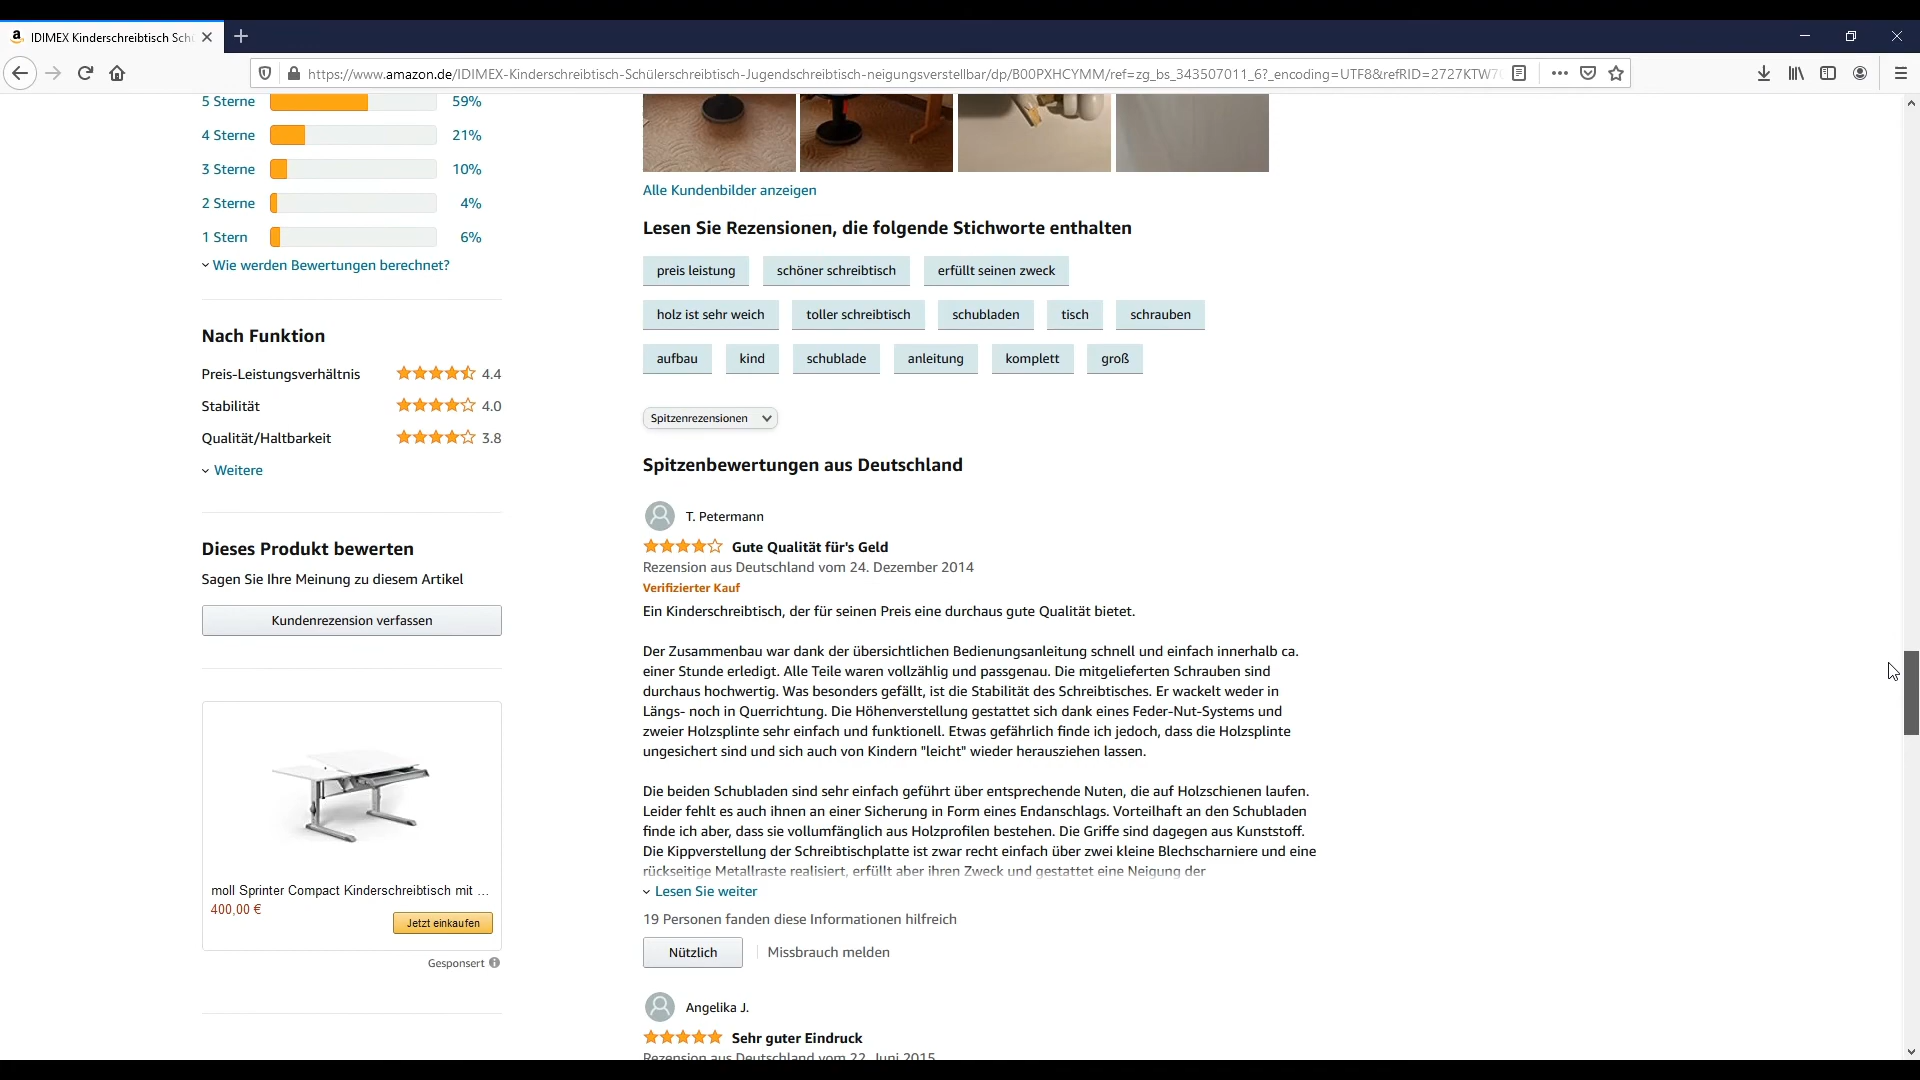 IDIMEX Kinderschreibtisch Sch
https://www.amazon.de/IDIMEX-Kinderschreibtisch-Schülerschreibtisch-Jugendschreibtisch-neigungsverstellbar/dp/B00PXHCYMM/ref=zg_bs_343507011_6?_encoding=UTF8&refRID=2727KTW7
5 Sterne 59%
4 Sterne 21%
3 Sterne 10%
2 Sterne 4%
1 Stern 6%
Wie werden Bewertungen berechnet?
Nach Funktion
Preis-Leistungsverhältnis 4.4
Stabilität 4.0
Qualität/Haltbarkeit 3.8
Weitere
Dieses Produkt bewerten
Sagen Sie Ihre Meinung zu diesem Artikel
Kundenrezension verfassen
moll Sprinter Compact Kinderschreibtisch mit ...
400,00 €
Jetzt einkaufen
Gesponsert
Alle Kundenbilder anzeigen
Lesen Sie Rezensionen, die folgende Stichworte enthalten
preis leistung schöner schreibtisch erfüllt seinen zweck
holz ist sehr weich toller schreibtisch schubladen tisch schrauben
aufbau kind schublade anleitung komplett groß
Spitzenrezensionen
Spitzenbewertungen aus Deutschland
T. Petermann
Gute Qualität für's Geld
Rezension aus Deutschland vom 24. Dezember 2014
Verifizierter Kauf
Ein Kinderschreibtisch, der für seinen Preis eine durchaus gute Qualität bietet.
Der Zusammenbau war dank der übersichtlichen Bedienungsanleitung schnell und einfach innerhalb ca.
einer Stunde erledigt. Alle Teile waren vollzählig und passgenau. Die mitgelieferten Schrauben sind
durchaus hochwertig. Was besonders gefällt, ist die Stabilität des Schreibtisches. Er wackelt weder in
Längs- noch in Querrichtung. Die Höhenverstellung gestattet sich dank eines Feder-Nut-Systems und
zweier Holzsplinte sehr einfach und funktionell. Etwas gefährlich finde ich jedoch, dass die Holzsplinte
ungesichert sind und sich auch von Kindern "leicht" wieder herausziehen lassen.
Die beiden Schubladen sind sehr einfach geführt über entsprechende Nuten, die auf Holzschienen laufen.
Leider fehlt es auch ihnen an einer Sicherung in Form eines Endanschlags. Vorteilhaft an den Schubladen
finde ich aber, dass sie vollumfänglich aus Holzprofilen bestehen. Die Griffe sind dagegen aus Kunststoff.
Die Kippverstellung der Schreibtischplatte ist zwar recht einfach über zwei kleine Blechscharniere und eine
rückseitige Metallraste realisiert, erfüllt aber ihren Zweck und gestattet eine Neigung der
Lesen Sie weiter
19 Personen fanden diese Informationen hilfreich
Nützlich Missbrauch melden
Angelika J.
Sehr guter Eindruck
Rezension aus Deutschland vom 22. Juni 2015